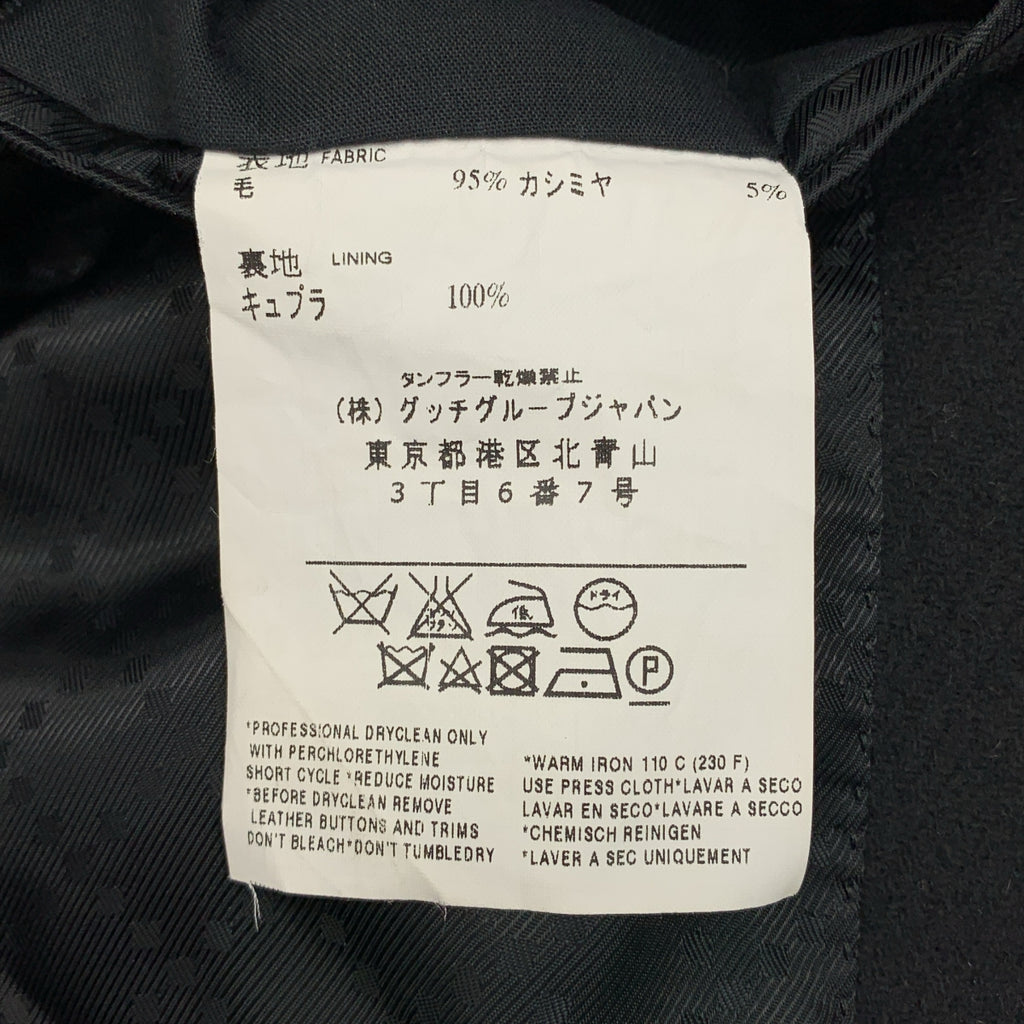 表地 FABRIC
毛 95% カシミヤ 5%
裏地 LINING
キュプラ 100%
タンブラー乾燥禁止
(株)グッチグループジャパン
東京都港区北青山
3丁目6番7号
低
ドライ
P
*PROFESSIONAL DRYCLEAN ONLY
WITH PERCHLORETHYLENE
SHORT CYCLE *REDUCE MOISTURE
*BEFORE DRYCLEAN REMOVE
LEATHER BUTTONS AND TRIMS
DON'T BLEACH*DON'T TUMBLEDRY
*WARM IRON 110 C (230 F)
USE PRESS CLOTH*LAVAR A SECO
LAVAR EN SECO*LAVARE A SECCO
*CHEMISCH REINIGEN
*LAVER A SEC UNIQUEMENT